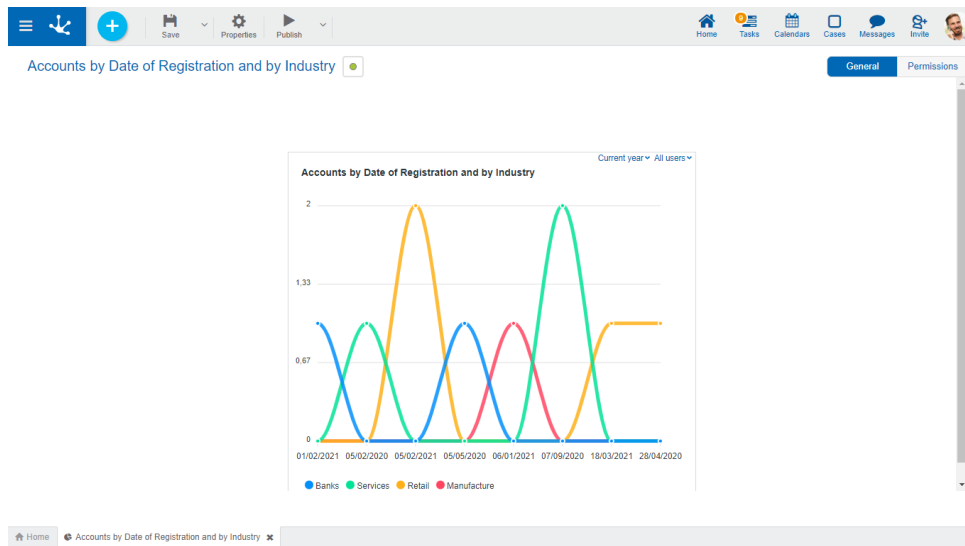 Save
Properties
Publish
Home
9
Tasks
Calendars
Cases
Messages
Invite
Accounts by Date of Registration and by Industry
General
Permissions
Current year
All users
Accounts by Date of Registration and by Industry
2
1,33
0,67
0
01/02/2021 05/02/2020 05/02/2021 05/05/2020 06/01/2021 07/09/2020 18/03/2021 28/04/2020
Banks Services Retail Manufacture
Home
Accounts by Date of Registration and by Industry